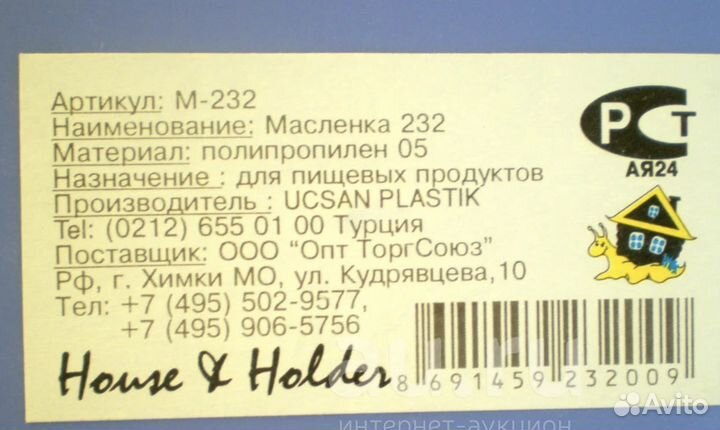 Артикул: М-232
Наименование: Масленка 232
Материал: полипропилен 05
Назначение : для пищевых продуктов
Производитель : UCSAN PLASTIK
Tel: (0212) 655 01 00 Турция
Поставщик: ООО "Опт ТоргСоюз"
Рф, г. Химки МО, ул. Кудрявцева,10
Тел: +7 (495) 502-9577,
+7 (495) 906-5756
House & Holder
РСТ
АЯ24
8 691459 232009
интернет-аукцион
Avito